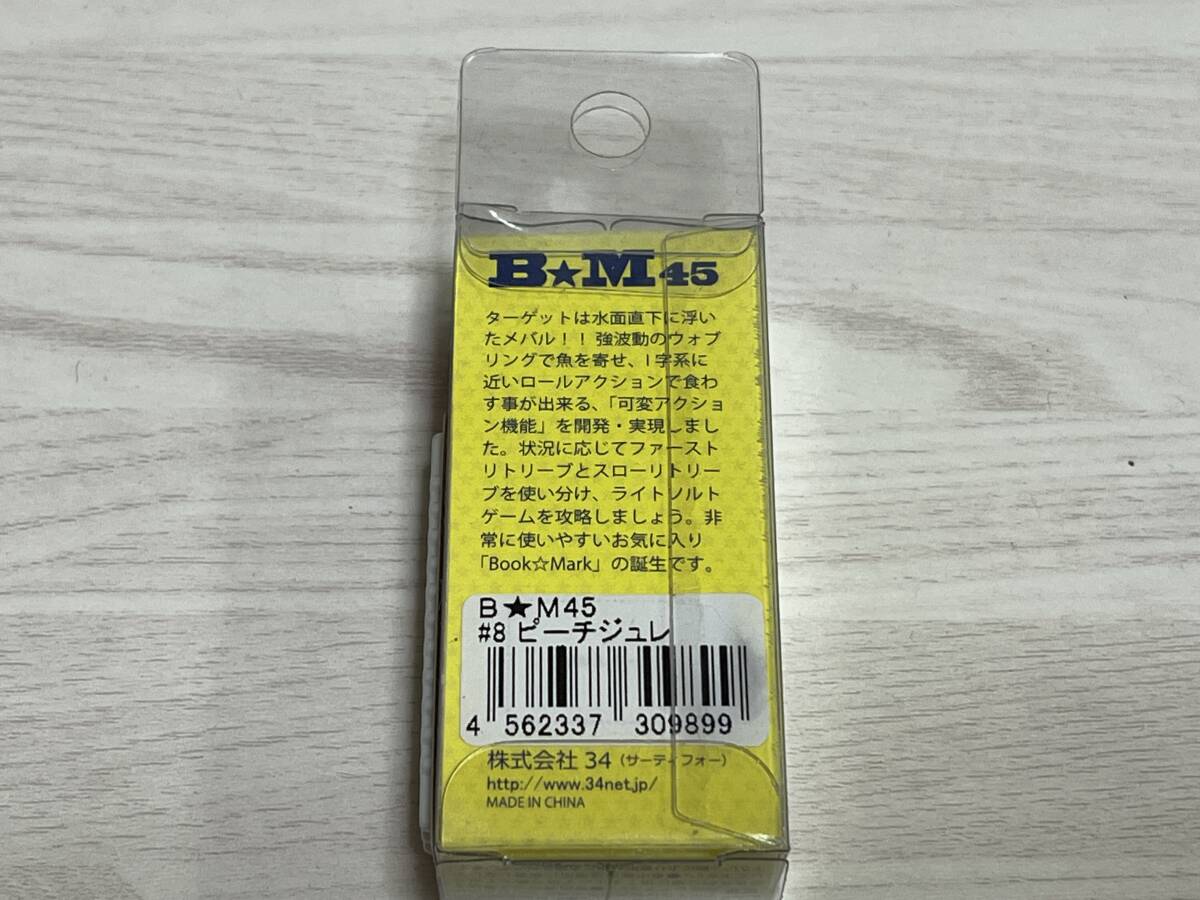 B★M 45
ターゲットは水面直下に浮い
たメバル！！ 強波動のウォブ
リングで魚を寄せ、I 字系に
近いロールアクションで食わ
す事が出来る、「可変アクショ
ン機能」を開発・実現しまし
た。状況に応じてファースト
リトリーブとスローリトリー
ブを使い分け、ライトソルト
ゲームを攻略しましょう。非
常に使いやすいお気に入り
「Book☆Mark」の誕生です。
B★M45
#8 ピーチジュレ
4 562337 309899
株式会社 34（サーティフォー）
http://www.34net.jp/
MADE IN CHINA